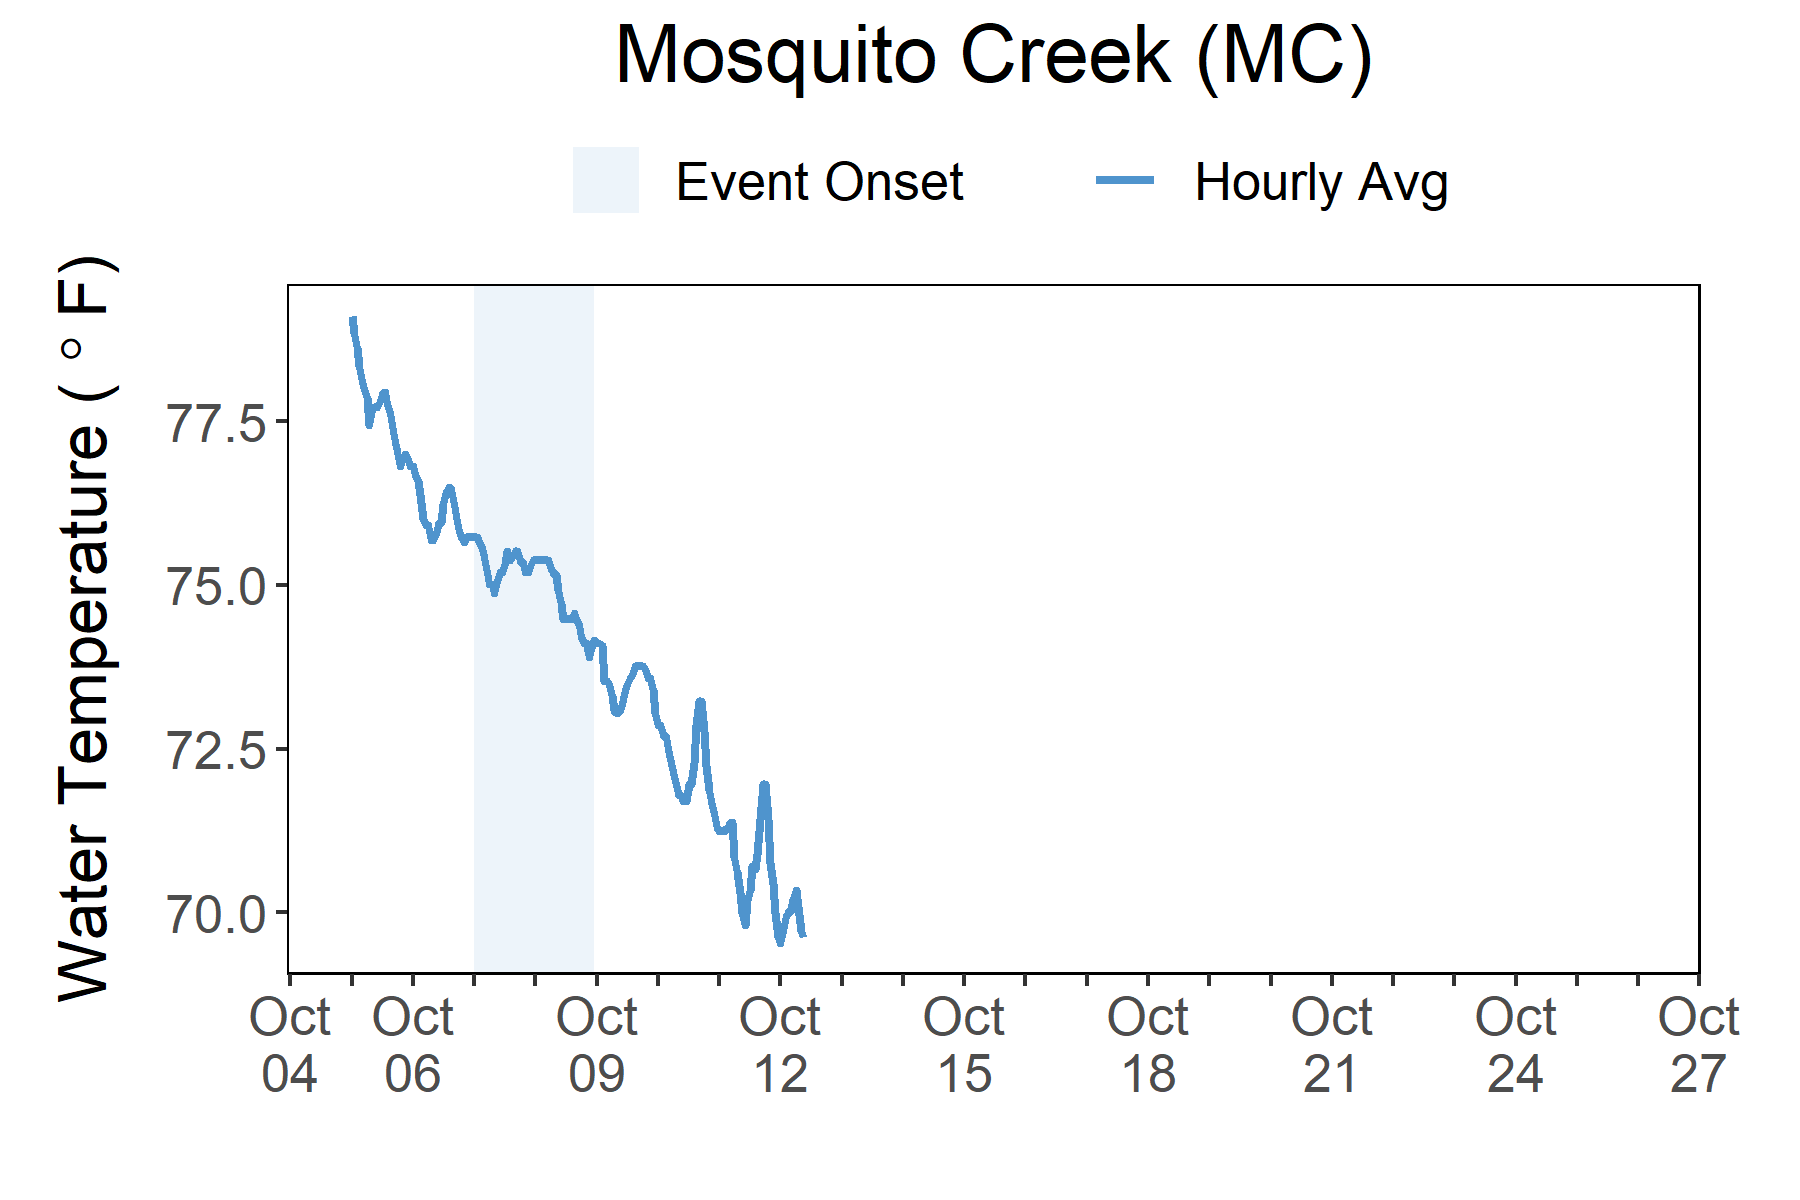 Mosquito Creek (MC)
Event Onset
Hourly Avg
Water Temperature ( ° F)
77.5
75.0
72.5
70.0
Oct 04
Oct 06
Oct 09
Oct 12
Oct 15
Oct 18
Oct 21
Oct 24
Oct 27